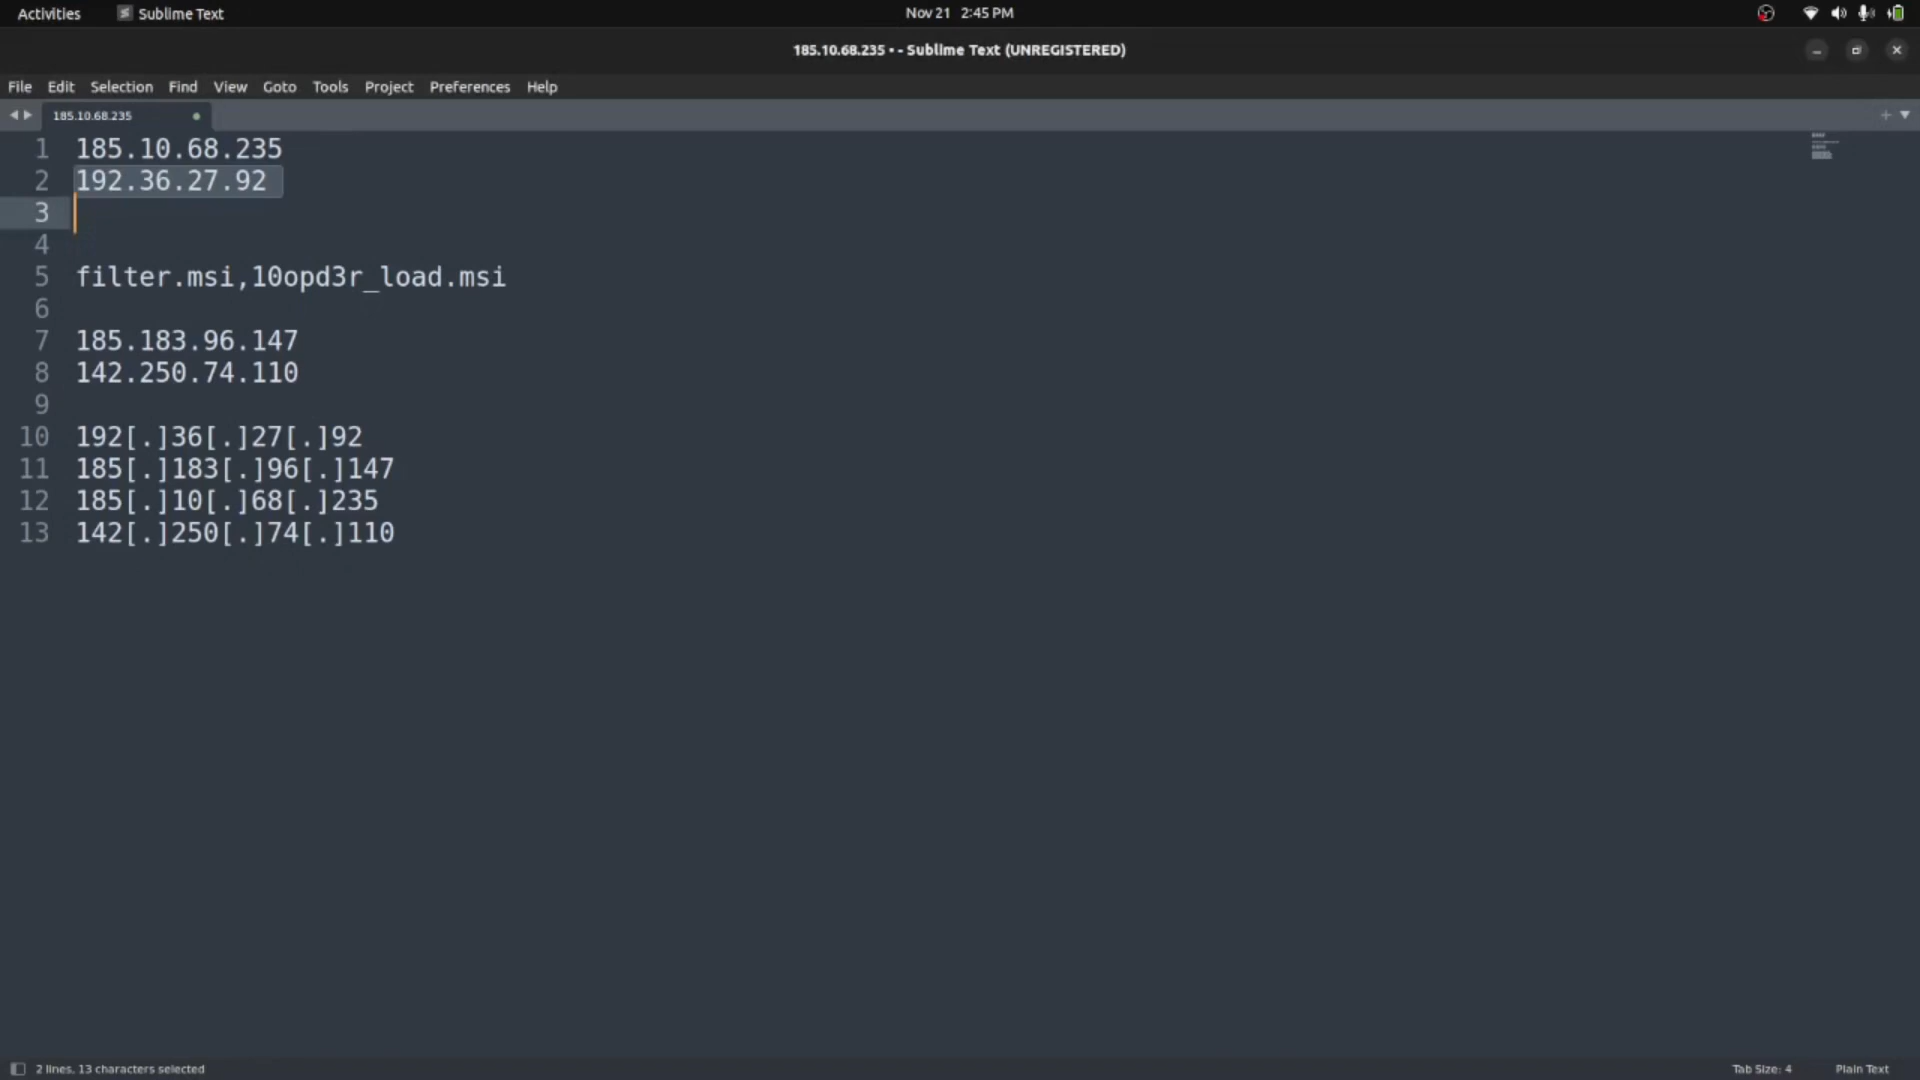 Activities Sublime Text Nov 21 2:45 PM
185.10.68.235 • - Sublime Text (UNREGISTERED)
File Edit Selection Find View Goto Tools Project Preferences Help
185.10.68.235
1 185.10.68.235
2 192.36.27.92
3
4
5 filter.msi,10opd3r_load.msi
6
7 185.183.96.147
8 142.250.74.110
9
10 192[.]36[.]27[.]92
11 185[.]183[.]96[.]147
12 185[.]10[.]68[.]235
13 142[.]250[.]74[.]110
2 lines, 13 characters selected Tab Size: 4 Plain Text